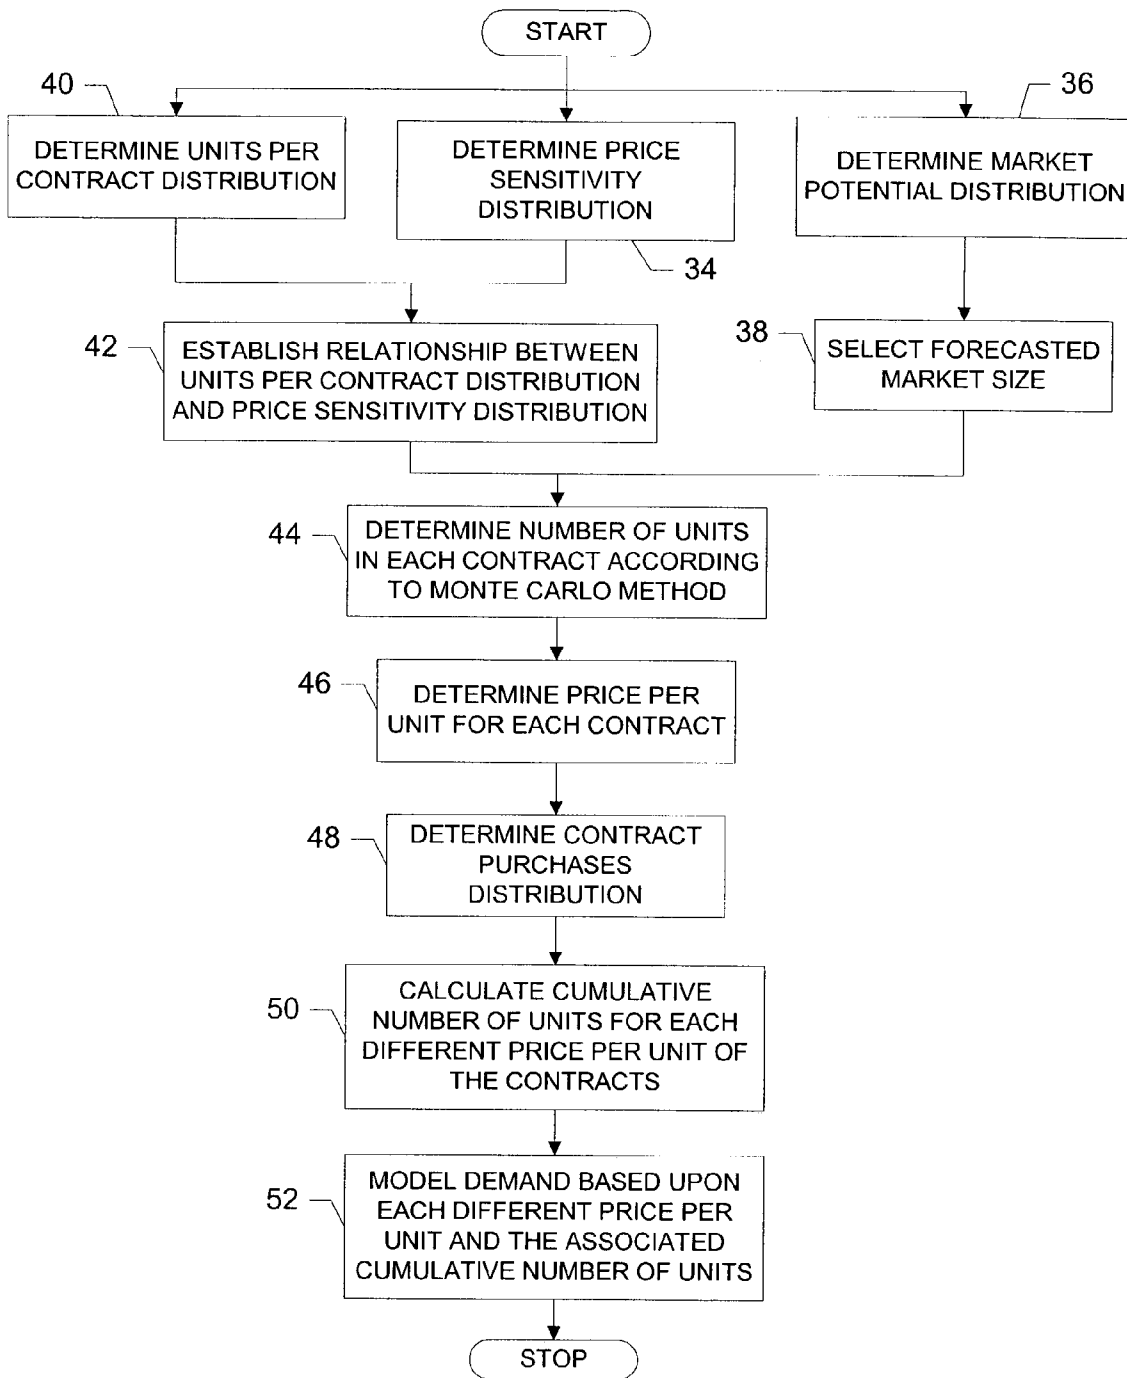 START
40
36
DETERMINE UNITS PER
CONTRACT DISTRIBUTION
DETERMINE PRICE
SENSITIVITY
DISTRIBUTION
DETERMINE MARKET
POTENTIAL DISTRIBUTION
34
42
ESTABLISH RELATIONSHIP BETWEEN
UNITS PER CONTRACT DISTRIBUTION
AND PRICE SENSITIVITY DISTRIBUTION
38
SELECT FORECASTED
MARKET SIZE
44
DETERMINE NUMBER OF UNITS
IN EACH CONTRACT ACCORDING
TO MONTE CARLO METHOD
46
DETERMINE PRICE PER
UNIT FOR EACH CONTRACT
48
DETERMINE CONTRACT
PURCHASES
DISTRIBUTION
50
CALCULATE CUMULATIVE
NUMBER OF UNITS FOR EACH
DIFFERENT PRICE PER UNIT OF
THE CONTRACTS
52
MODEL DEMAND BASED UPON
EACH DIFFERENT PRICE PER
UNIT AND THE ASSOCIATED
CUMULATIVE NUMBER OF UNITS
STOP